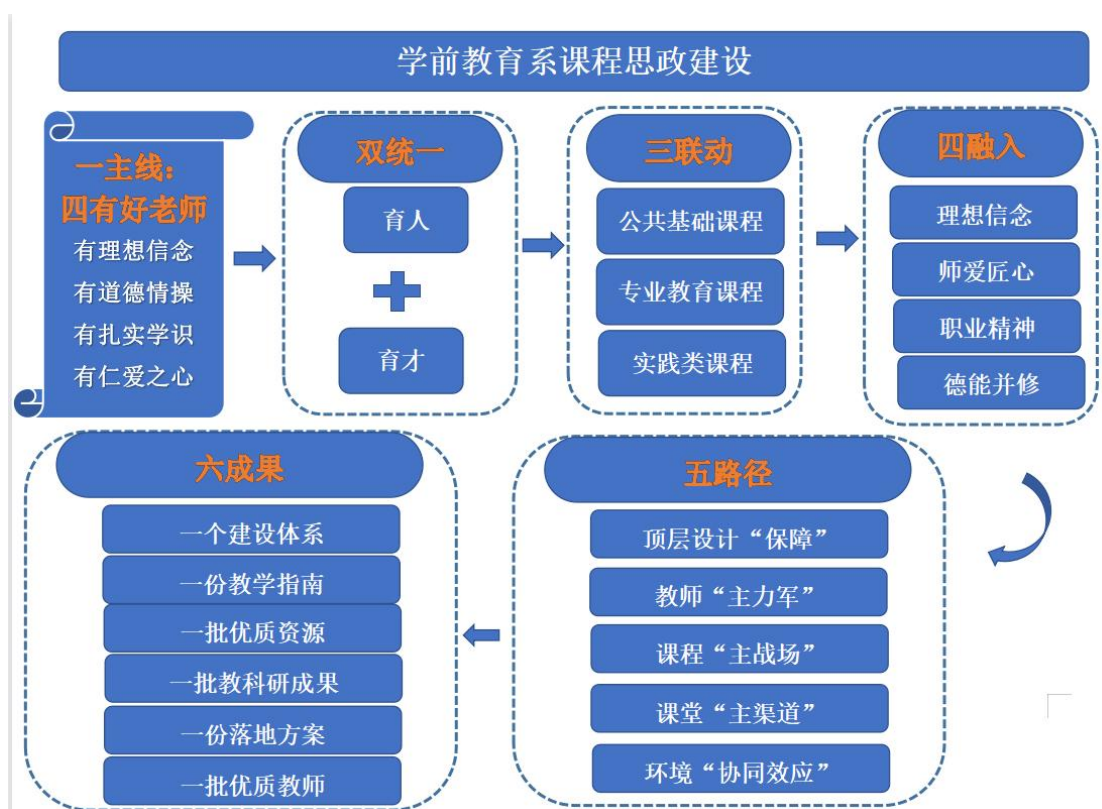 学前教育系课程思政建设
一主线：
四有好老师
有理想信念
有道德情操
有扎实学识
有仁爱之心
双统一
育人
育才
三联动
公共基础课程
专业教育课程
实践类课程
四融入
理想信念
师爱匠心
职业精神
德能并修
五路径
顶层设计“保障”
教师“主力军”
课程“主战场”
课堂“主渠道”
环境“协同效应”
六成果
一个建设体系
一份教学指南
一批优质资源
一批教科研成果
一份落地方案
一批优质教师